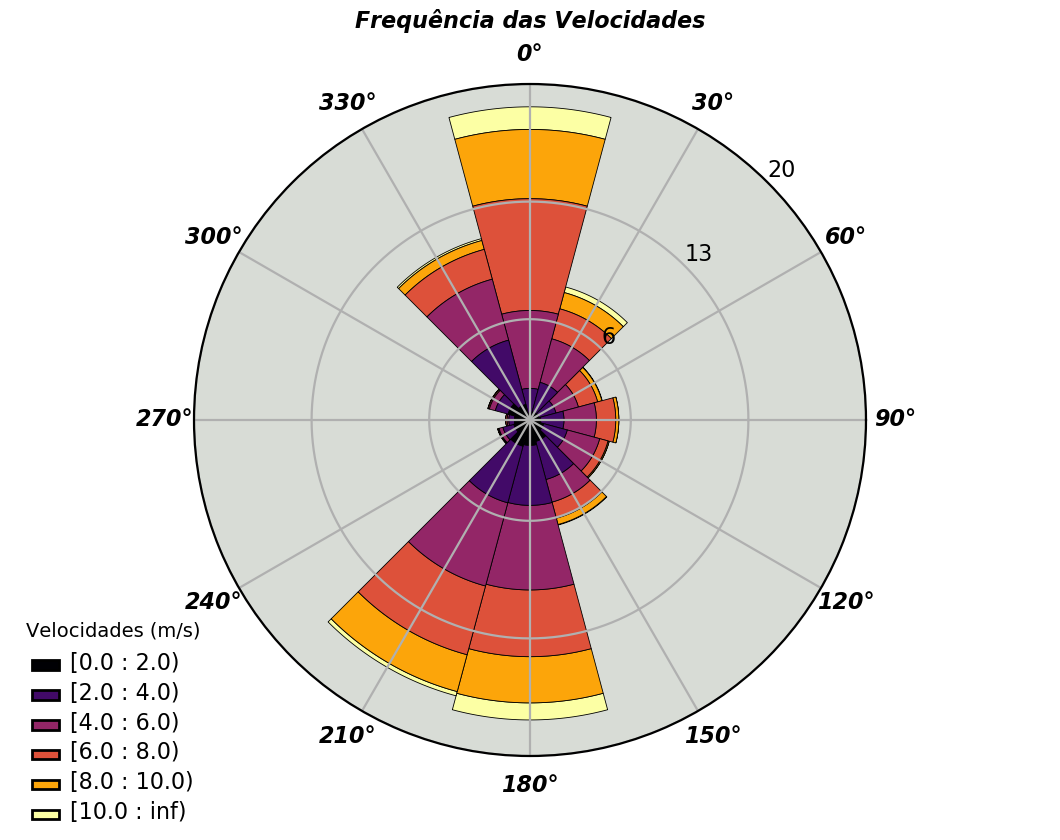 Frequência das Velocidades
0°
330°
30°
20
300°
60°
13
6
270°
90°
240°
120°
210°
150°
180°
Velocidades (m/s)
[0.0 : 2.0)
[2.0 : 4.0)
[4.0 : 6.0)
[6.0 : 8.0)
[8.0 : 10.0)
[10.0 : inf)